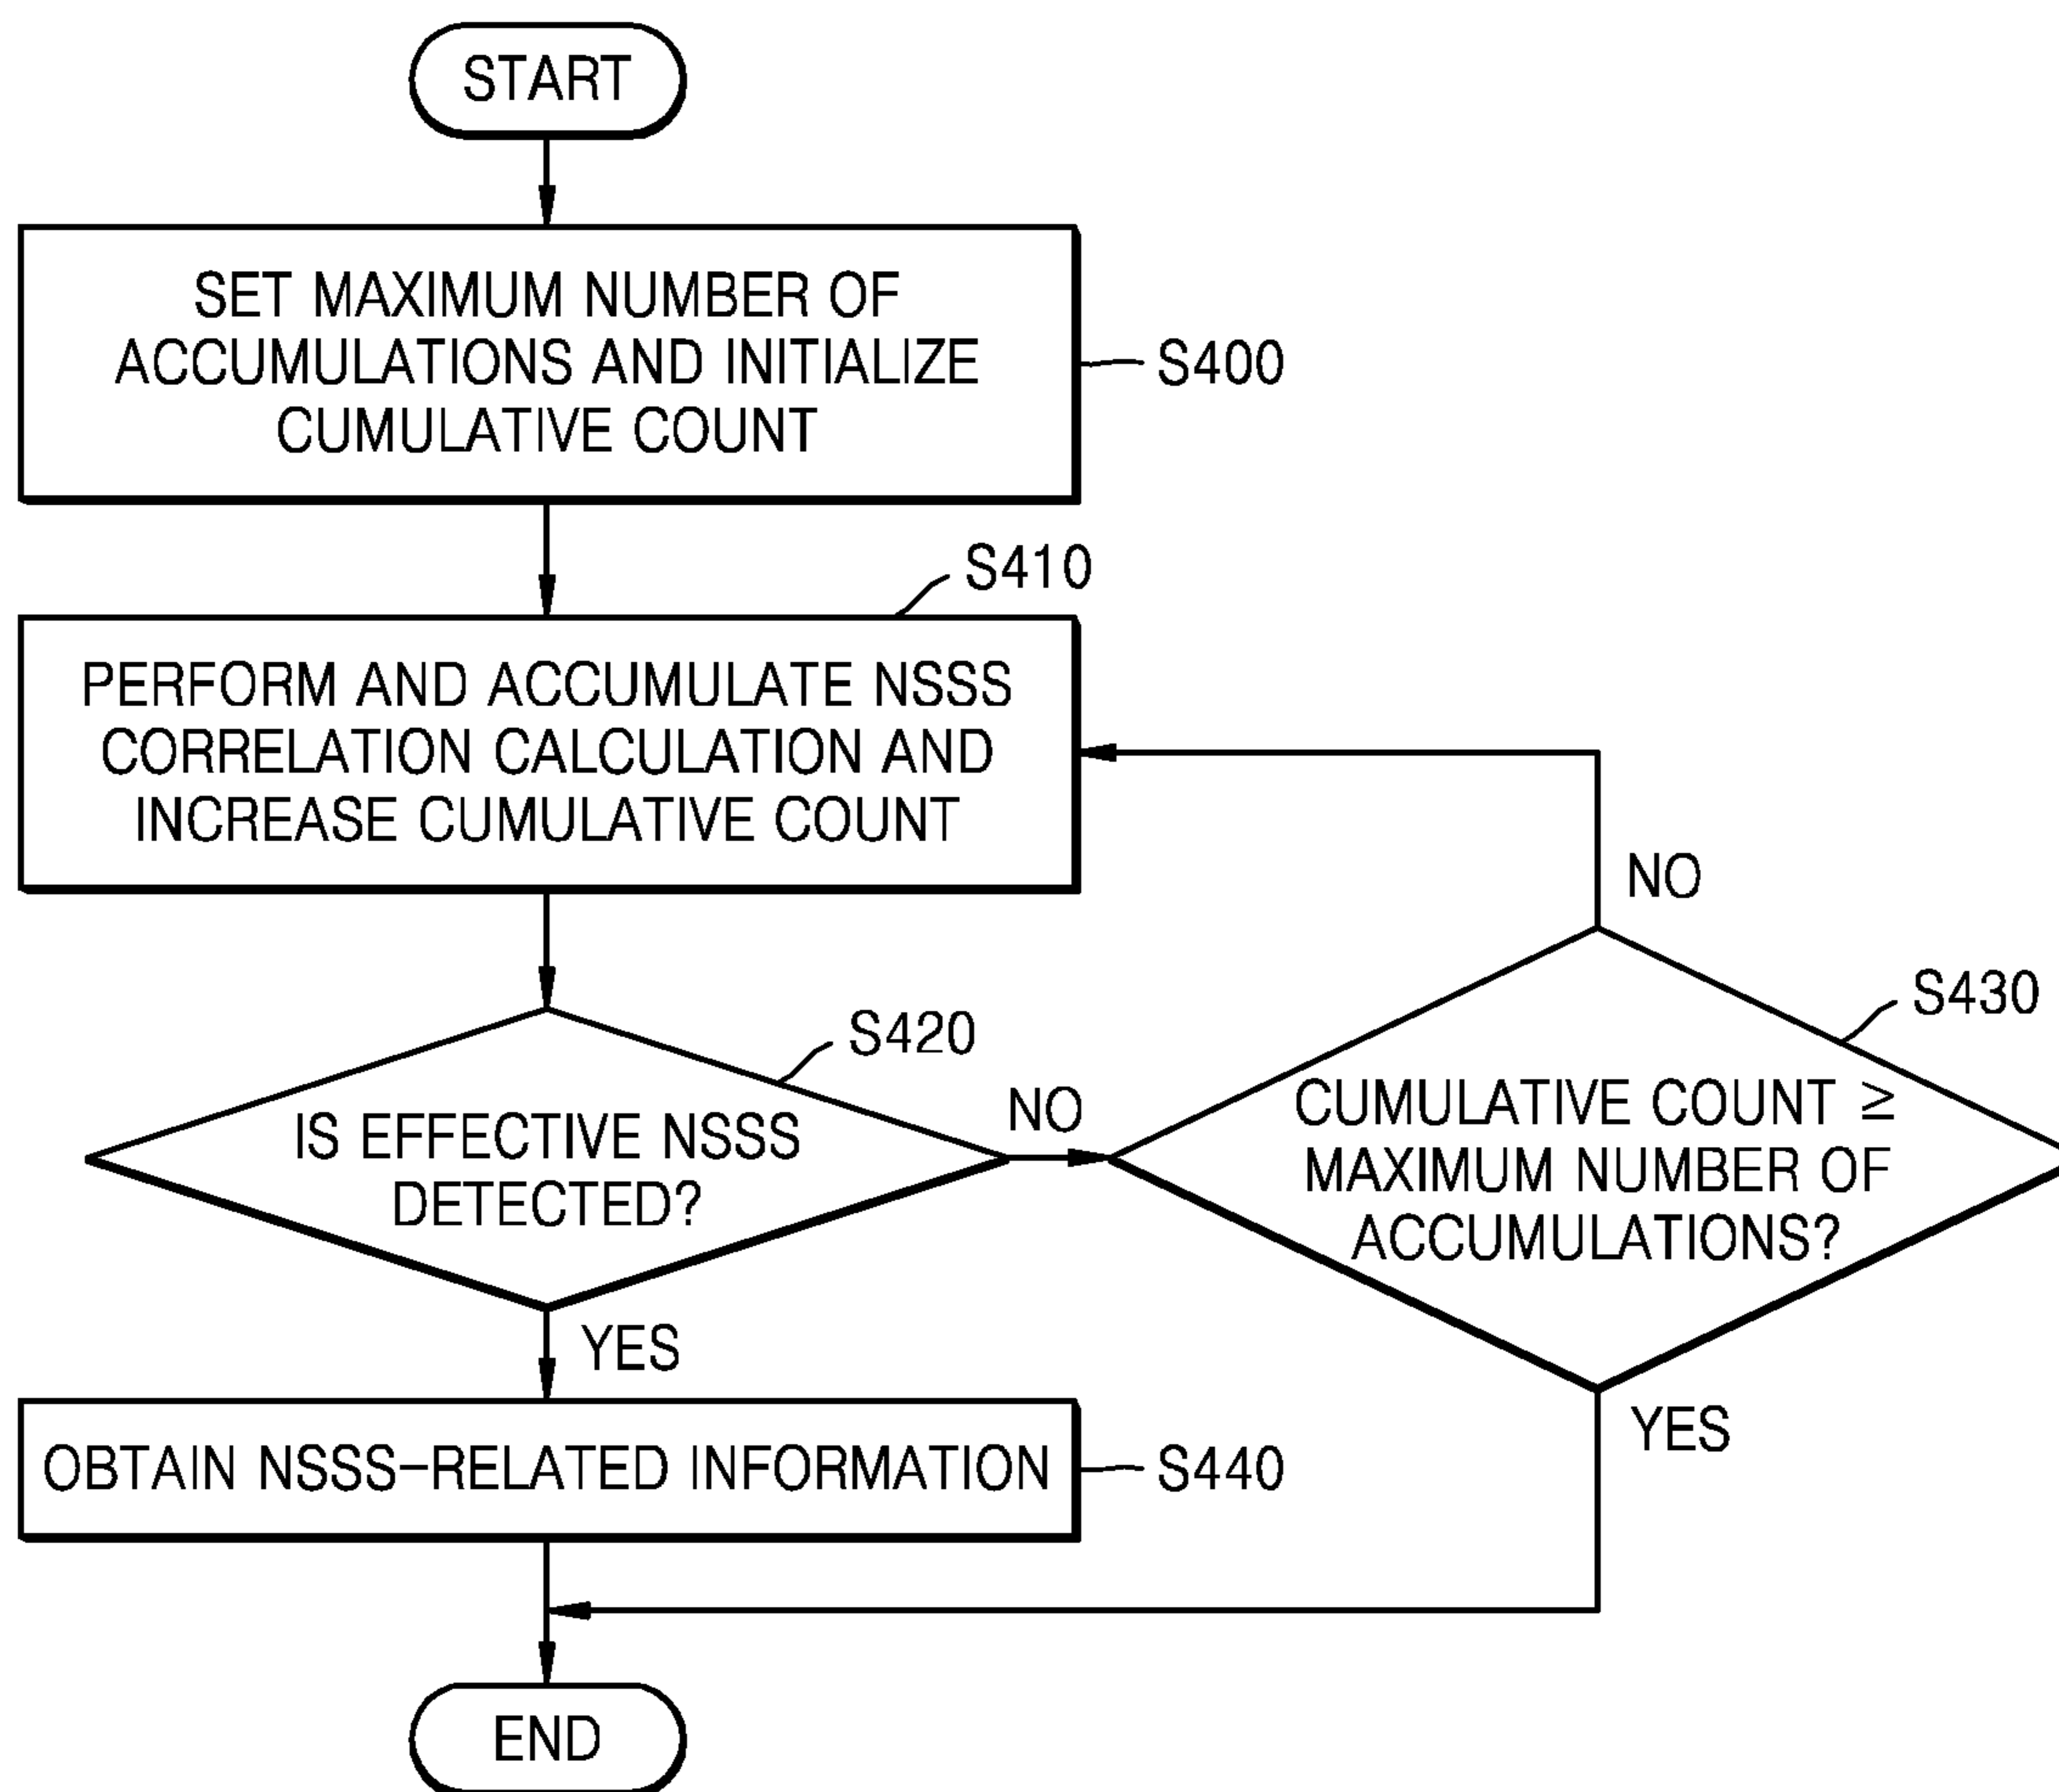 START
SET MAXIMUM NUMBER OF
ACCUMULATIONS AND INITIALIZE
CUMULATIVE COUNT
S400
S410
PERFORM AND ACCUMULATE NSSS
CORRELATION CALCULATION AND
INCREASE CUMULATIVE COUNT
NO
S430
S420
IS EFFECTIVE NSSS
DETECTED?
NO
CUMULATIVE COUNT ≥
MAXIMUM NUMBER OF
ACCUMULATIONS?
YES
YES
OBTAIN NSSS-RELATED INFORMATION
S440
END